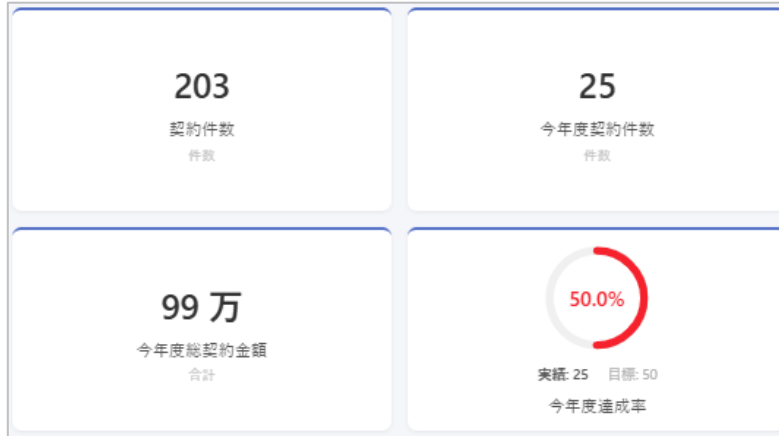 203
契約件数
件数
25
今年度契約件数
件数
99 万
今年度総契約金額
合計
50.0%
実績: 25 目標: 50
今年度達成率